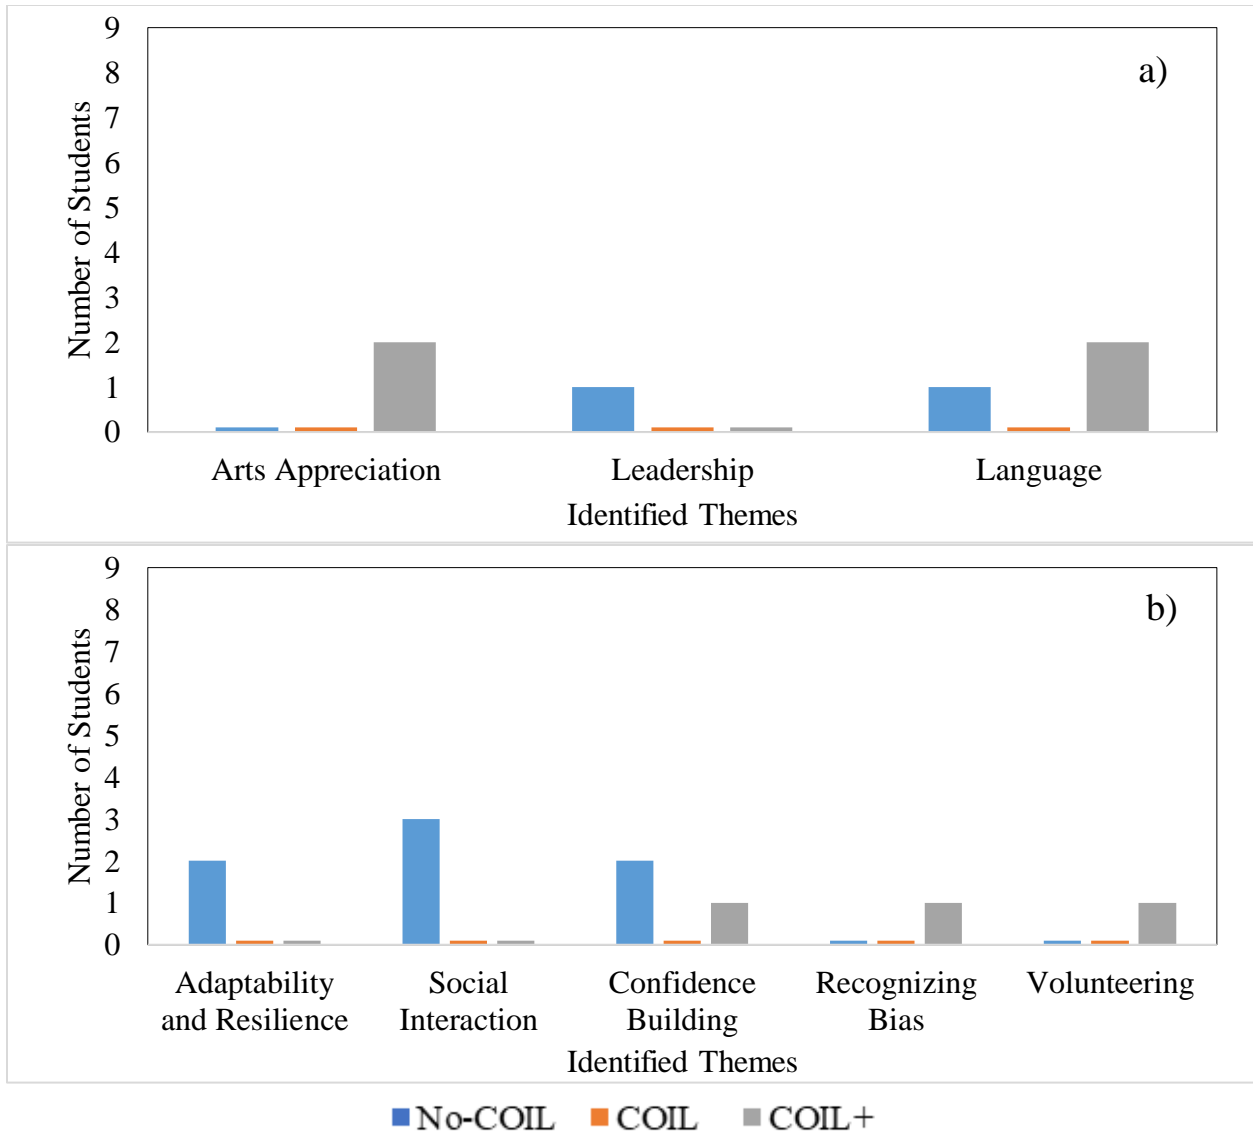 a)
Number of Students
9
8
7
6
5
4
3
2
1
0
Arts Appreciation Leadership Language
Identified Themes
b)
Number of Students
9
8
7
6
5
4
3
2
1
0
Adaptability Social Confidence Recognizing Volunteering
and Resilience Interaction Building Bias
Identified Themes
No-COIL COIL COIL+